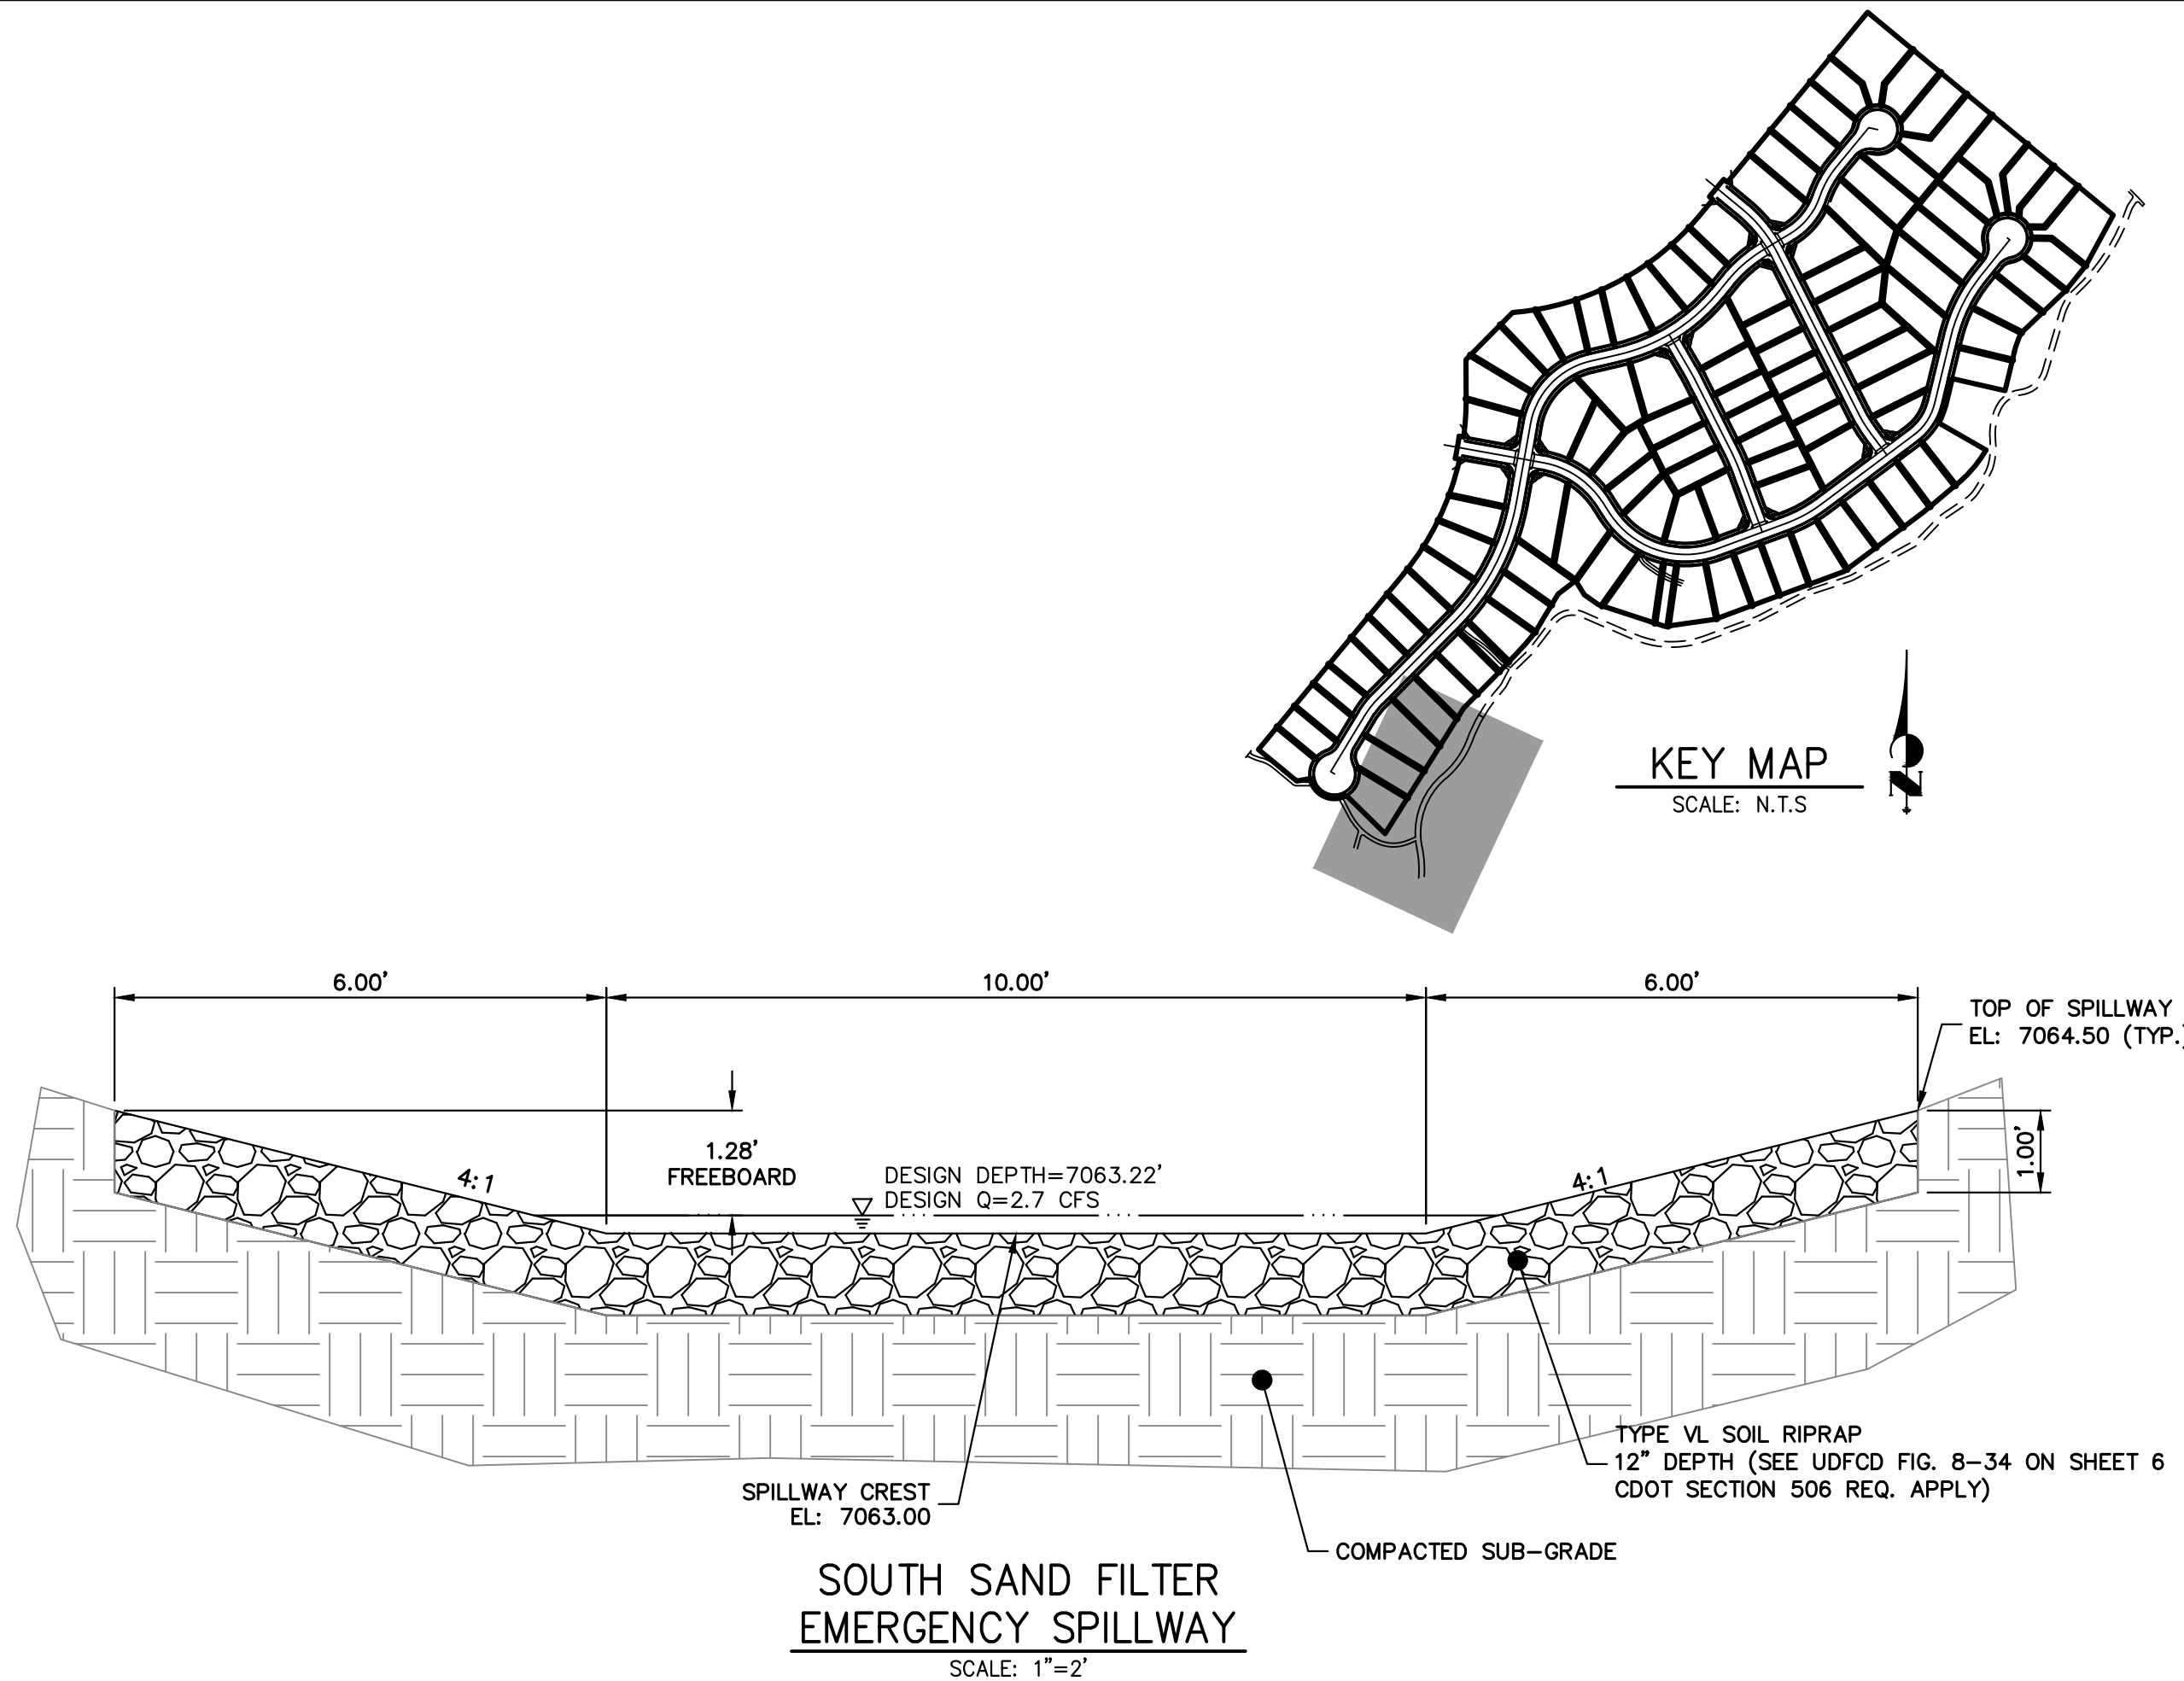 KEY MAP
SCALE: N.T.S
N
6.00'
10.00'
6.00'
TOP OF SPILLWAY
EL: 7064.50 (TYP.)
1.28'
FREEBOARD
DESIGN DEPTH=7063.22'
DESIGN Q=2.7 CFS
4:1
4:1
1.00'
SPILLWAY CREST
EL: 7063.00
TYPE VL SOIL RIPRAP
12" DEPTH (SEE UDFCD FIG. 8-34 ON SHEET 6
CDOT SECTION 506 REQ. APPLY)
COMPACTED SUB-GRADE
SOUTH SAND FILTER
EMERGENCY SPILLWAY
SCALE: 1"=2'